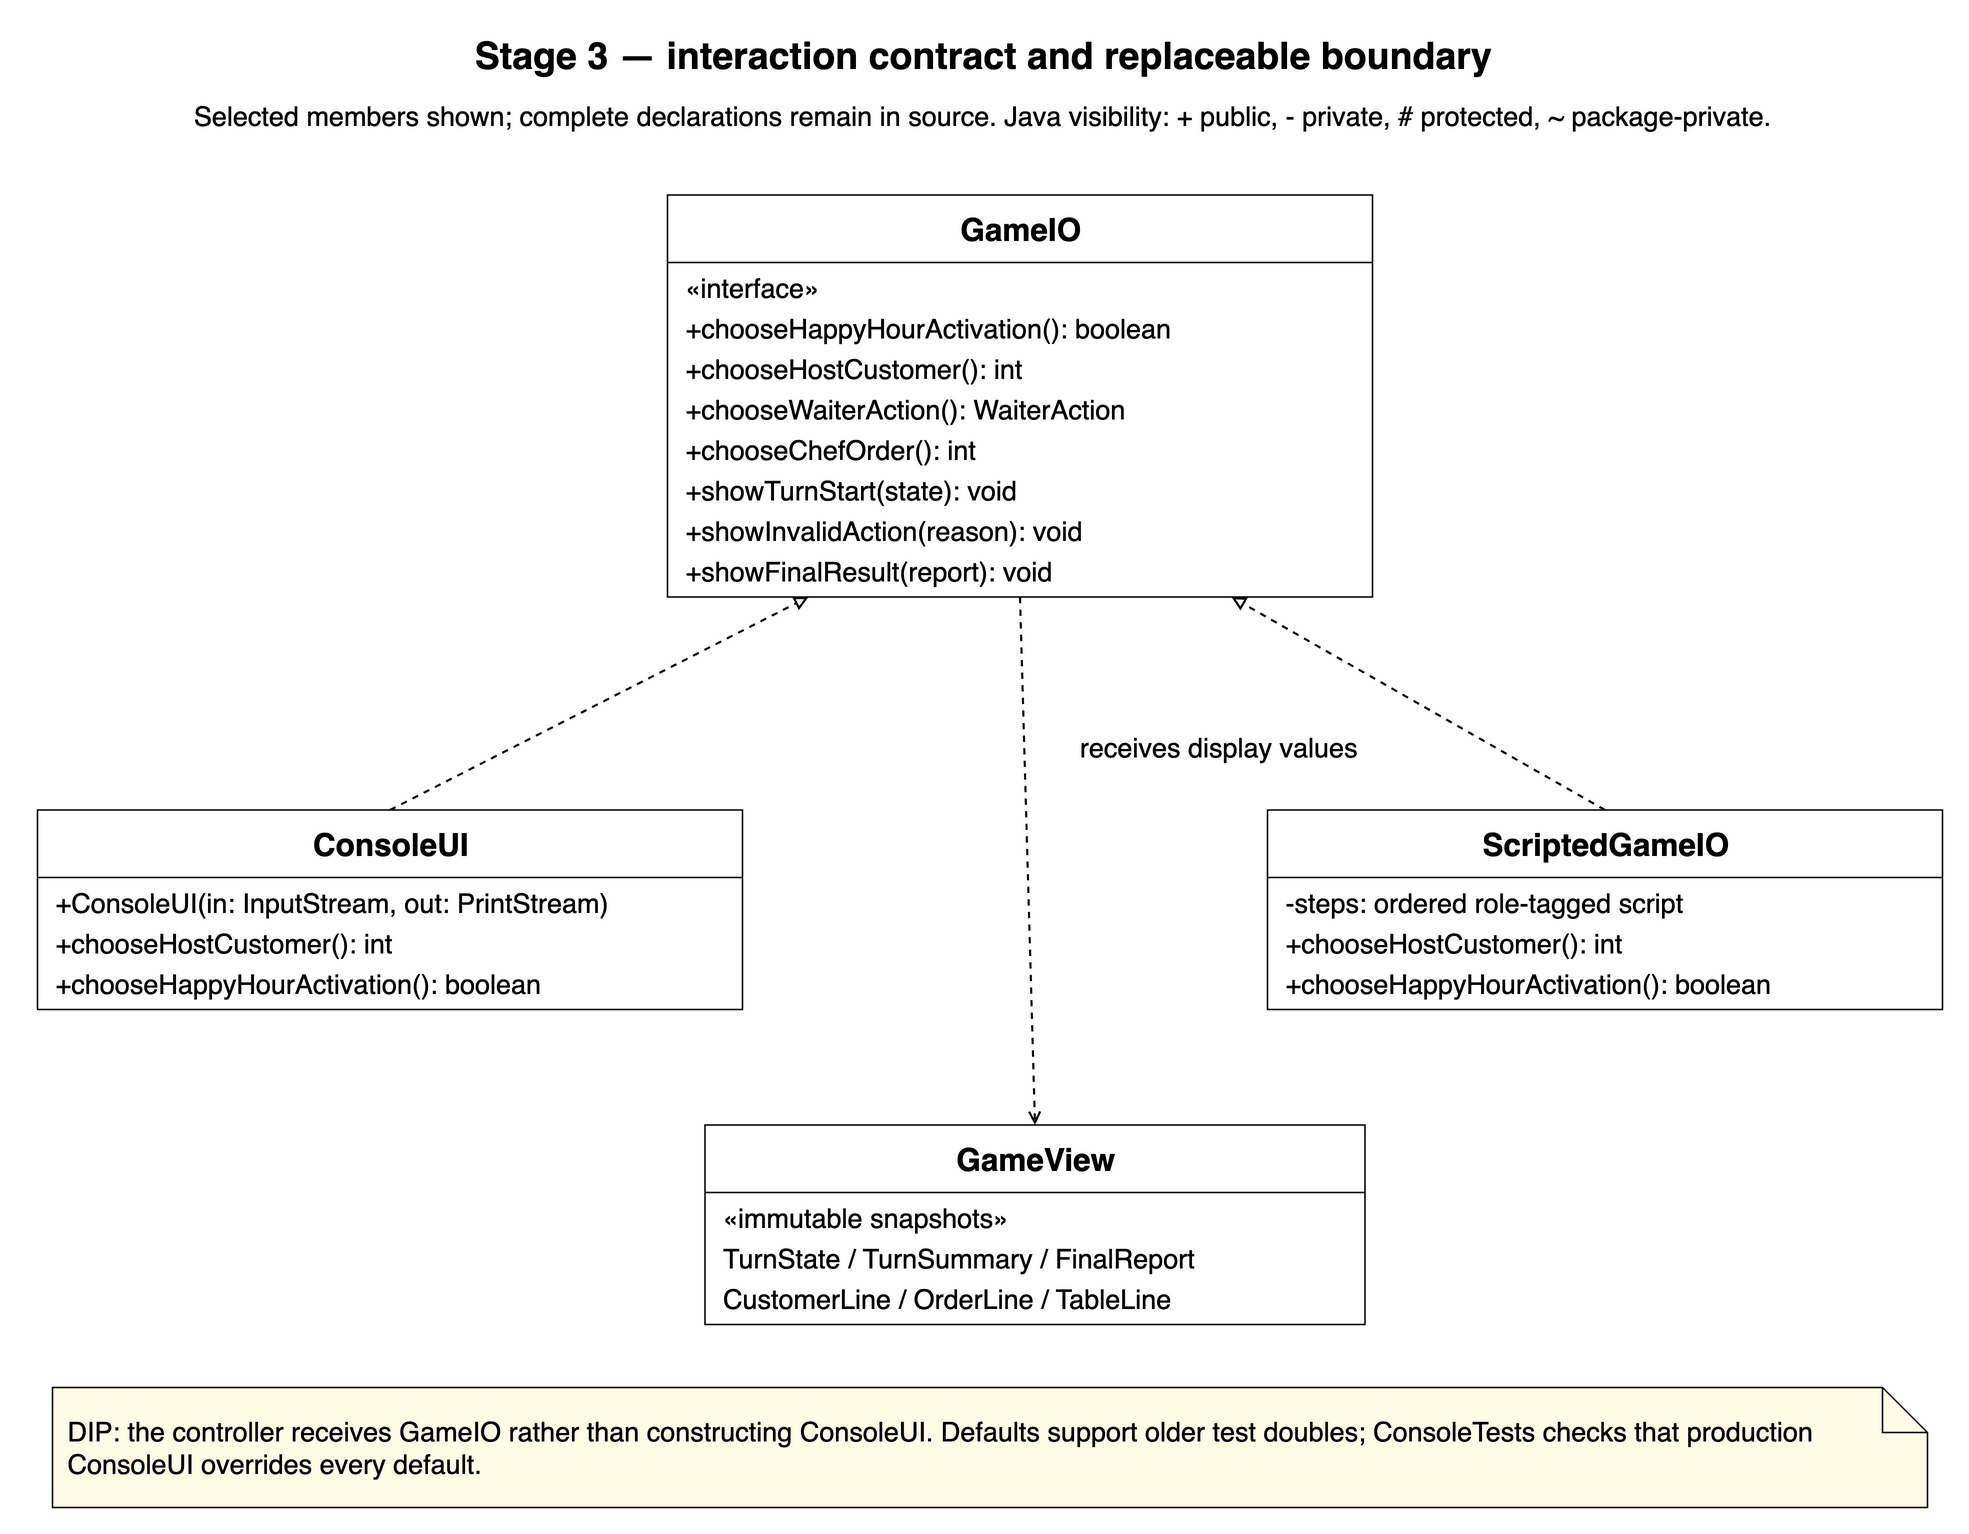 Stage 3 — interaction contract and replaceable boundary
Selected members shown; complete declarations remain in source. Java visibility: + public, - private, # protected, ~ package-private.
GameIO
«interface»
+chooseHappyHourActivation(): boolean
+chooseHostCustomer(): int
+chooseWaiterAction(): WaiterAction
+chooseChefOrder(): int
+showTurnStart(state): void
+showInvalidAction(reason): void
+showFinalResult(report): void
receives display values
ConsoleUI
+ConsoleUI(in: InputStream, out: PrintStream)
+chooseHostCustomer(): int
+chooseHappyHourActivation(): boolean
ScriptedGameIO
-steps: ordered role-tagged script
+chooseHostCustomer(): int
+chooseHappyHourActivation(): boolean
GameView
«immutable snapshots»
TurnState / TurnSummary / FinalReport
CustomerLine / OrderLine / TableLine
DIP: the controller receives GameIO rather than constructing ConsoleUI. Defaults support older test doubles; ConsoleTests checks that production
ConsoleUI overrides every default.